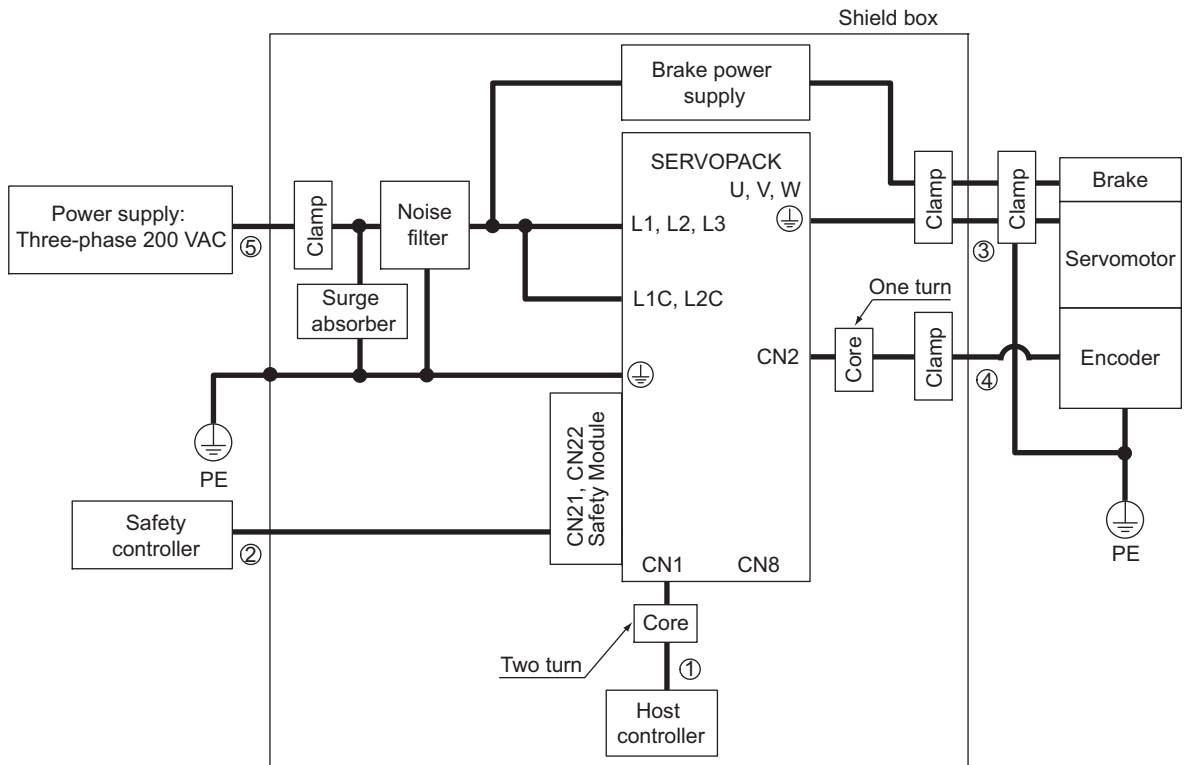 Shield box
Brake power
supply
SERVOPACK
U, V, W
Clamp
Clamp
Brake
Power supply:
Three-phase 200 VAC
⑤
Clamp
Noise
filter
L1, L2, L3
③
Servomotor
Surge
absorber
L1C, L2C
One turn
CN2
Core
Clamp
④
Encoder
PE
CN21, CN22
Safety Module
Safety
controller
②
PE
CN1
CN8
Core
Two turn
①
Host
controller